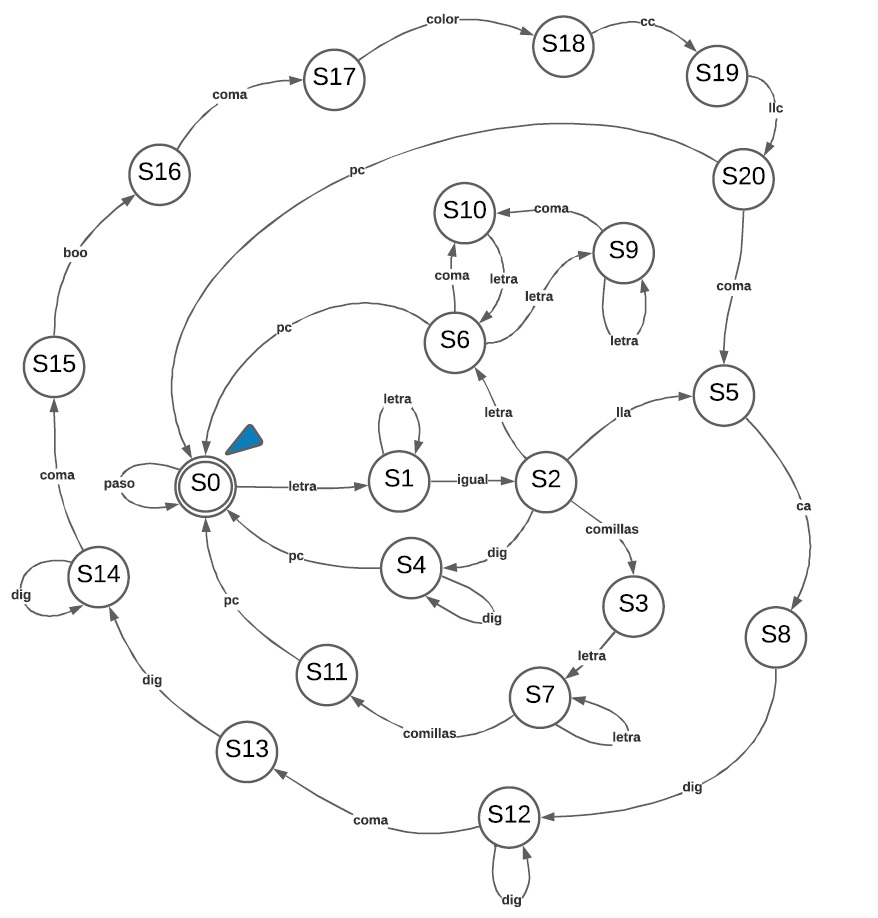 color
S18
cc
S17
S19
coma
llc
S16
pc
S20
S10
coma
boo
S9
coma
letra
coma
letra
pc
S6
letra
S15
S5
letra
letra
lla
coma
paso
S0
letra
S1
igual
S2
ca
comillas
dig
pc
S4
S14
dig
dig
pc
S3
S8
letra
S11
dig
S7
comillas
letra
S13
dig
coma
S12
dig